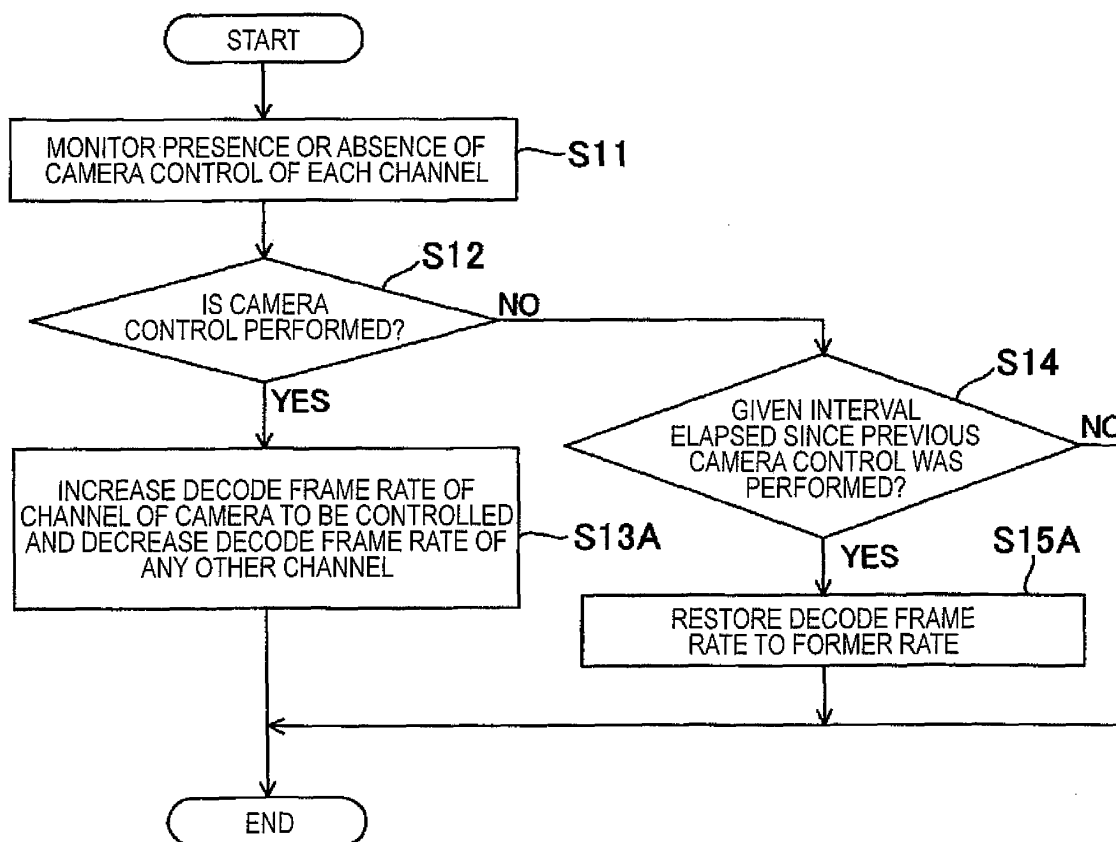 START
MONITOR PRESENCE OR ABSENCE OF
CAMERA CONTROL OF EACH CHANNEL
S11
S12
IS CAMERA
CONTROL PERFORMED?
NO
YES
S14
GIVEN INTERVAL
ELAPSED SINCE PREVIOUS
CAMERA CONTROL WAS
PERFORMED?
NO
YES
INCREASE DECODE FRAME RATE OF
CHANNEL OF CAMERA TO BE CONTROLLED
AND DECREASE DECODE FRAME RATE OF
ANY OTHER CHANNEL
S13A
S15A
RESTORE DECODE FRAME
RATE TO FORMER RATE
END